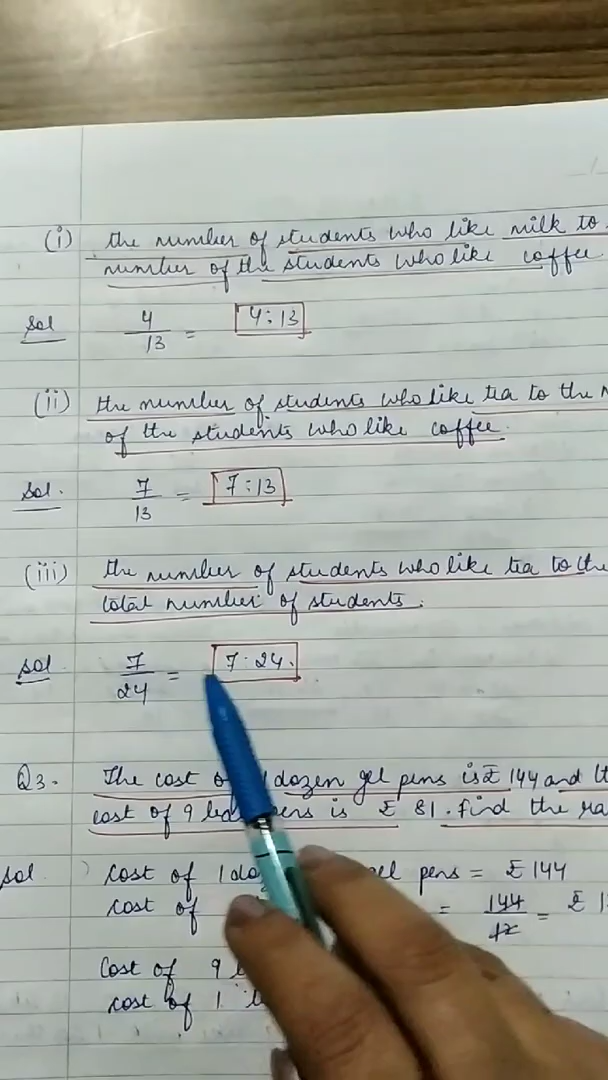 (i) the number of students who like milk to
number of the students who like coffee
Sol 4/13 = 4:13
(ii) the number of students who like tea to the
of the students who like coffee.
Sol. 7/13 = 7:13
(iii) the number of students who like tea to the
total number of students.
Sol 7/24 = 7:24.
Q3. The cost of 1 dozen gel pens is ₹ 144 and
cost of 9 pens is ₹ 81. find the
Sol. cost of 1 gel pens = ₹ 144
cost of = 144/12 = ₹
Cost of 9
cost of 1